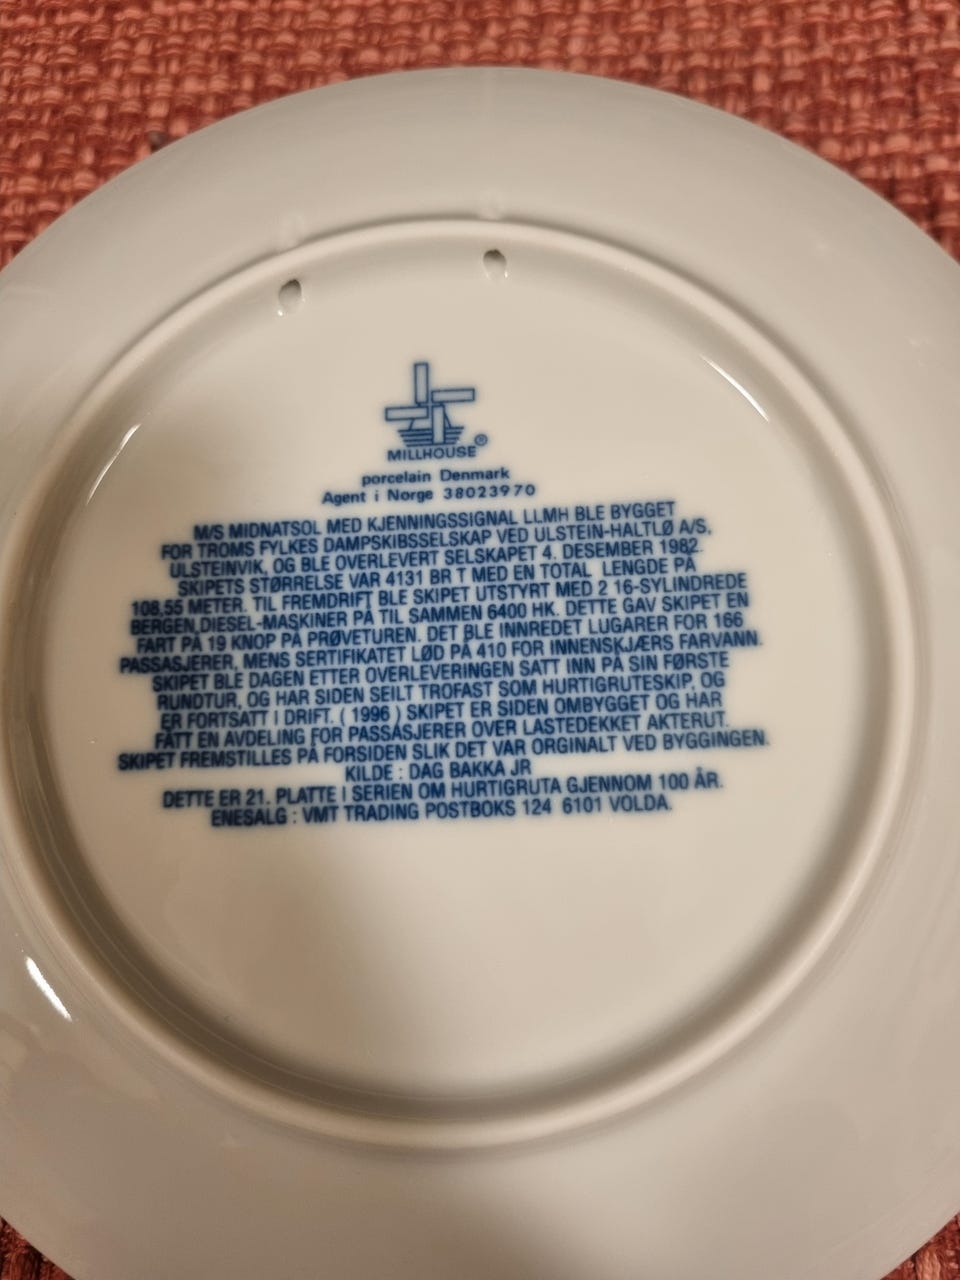 MILLHOUSE®
porcelain Denmark
Agent i Norge 38023970
M/S MIDNATSOL MED KJENNINGSSIGNAL LLMH BLE BYGGET
FOR TROMS FYLKES DAMPSKIBSSELSKAP VED ULSTEIN-HALTLØ A/S,
ULSTEINVIK, OG BLE OVERLEVERT SELSKAPET 4. DESEMBER 1982.
SKIPETS STØRRELSE VAR 4131 BR T MED EN TOTAL LENGDE PÅ
108,55 METER. TIL FREMDRIFT BLE SKIPET UTSTYRT MED 2 16-SYLINDREDE
BERGEN,DIESEL-MASKINER PÅ TIL SAMMEN 6400 HK. DETTE GAV SKIPET EN
FART PÅ 19 KNOP PÅ PRØVETUREN. DET BLE INNREDET LUGARER FOR 166
PASSASJERER, MENS SERTIFIKATET LØD PÅ 410 FOR INNENSKJÆRS FARVANN.
SKIPET BLE DAGEN ETTER OVERLEVERINGEN SATT INN PÅ SIN FØRSTE
RUNDTUR, OG HAR SIDEN SEILT TROFAST SOM HURTIGRUTESKIP, OG
ER FORTSATT I DRIFT. ( 1996 ) SKIPET ER SIDEN OMBYGGET OG HAR
FÅTT EN AVDELING FOR PASSASJERER OVER LASTEDEKKET AKTERUT.
SKIPET FREMSTILLES PÅ FORSIDEN SLIK DET VAR ORGINALT VED BYGGINGEN.
KILDE : DAG BAKKA JR
DETTE ER 21. PLATTE I SERIEN OM HURTIGRUTA GJENNOM 100 ÅR.
ENESALG : VMT TRADING POSTBOKS 124 6101 VOLDA.